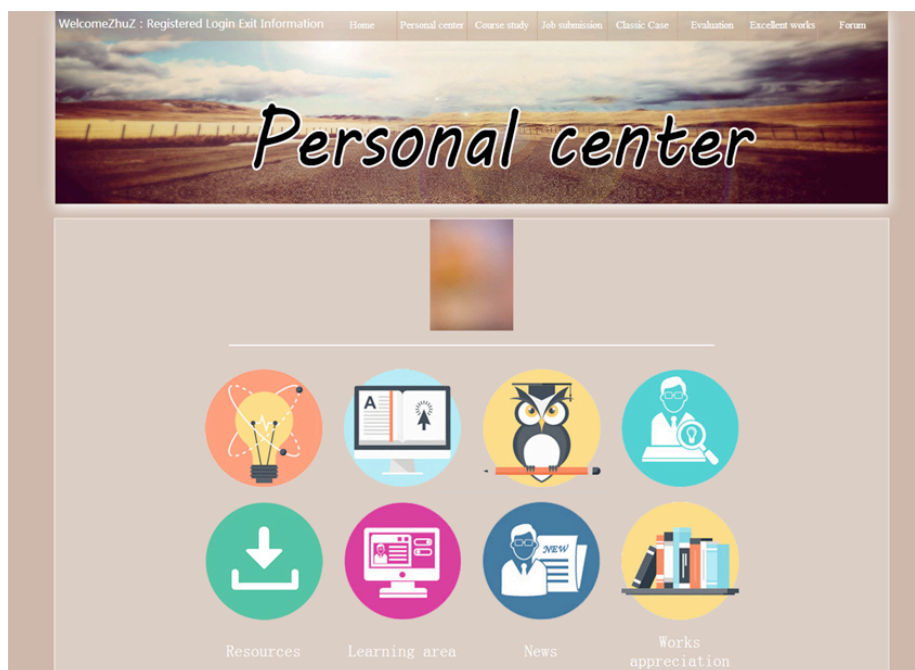 WelcomeZhuZ : Registered Login Exit Information Home Personal center Course study Job submission Classic Case Evaluation Excellent works Forum
Personal center
A
NEW
Resources Learning area News Works appreciation